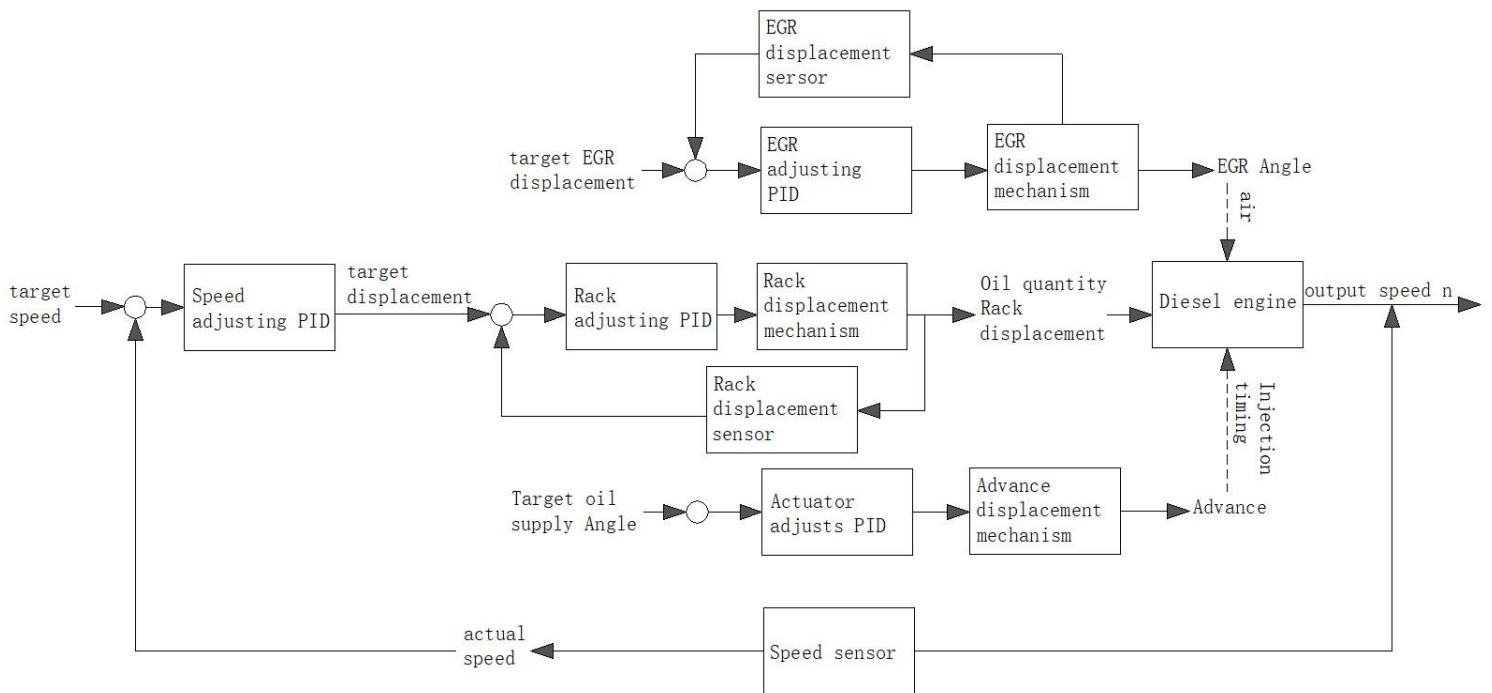 EGR
displacement
sersor
target EGR
displacement
EGR
adjusting
PID
EGR
displacement
mechanism
EGR Angle
air
target
speed
Speed
adjusting PID
target
displacement
Rack
adjusting PID
Rack
displacement
mechanism
Oil quantity
Rack
displacement
Diesel engine
output speed n
Rack
displacement
sensor
Injection
timing
Target oil
supply Angle
Actuator
adjusts PID
Advance
displacement
mechanism
Advance
actual
speed
Speed sensor